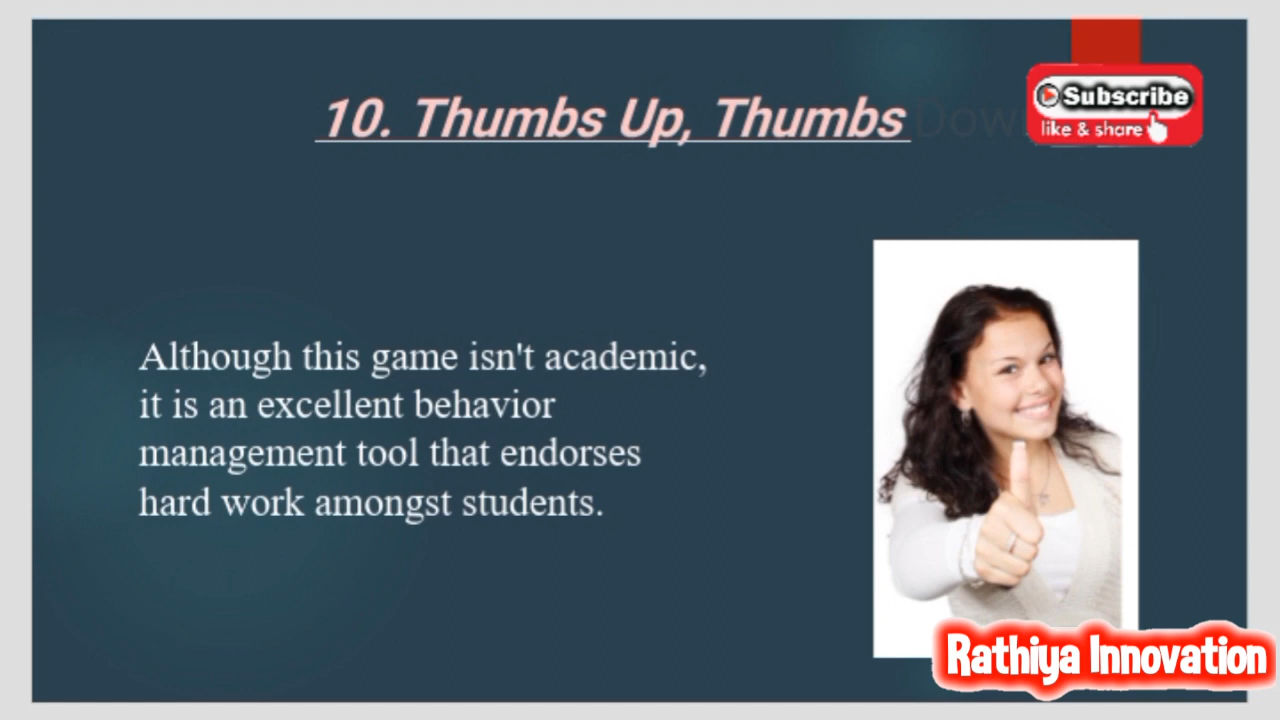 10. Thumbs Up, Thumbs
Subscribe
like & share
Although this game isn't academic,
it is an excellent behavior
management tool that endorses
hard work amongst students.
Rathiya Innovation